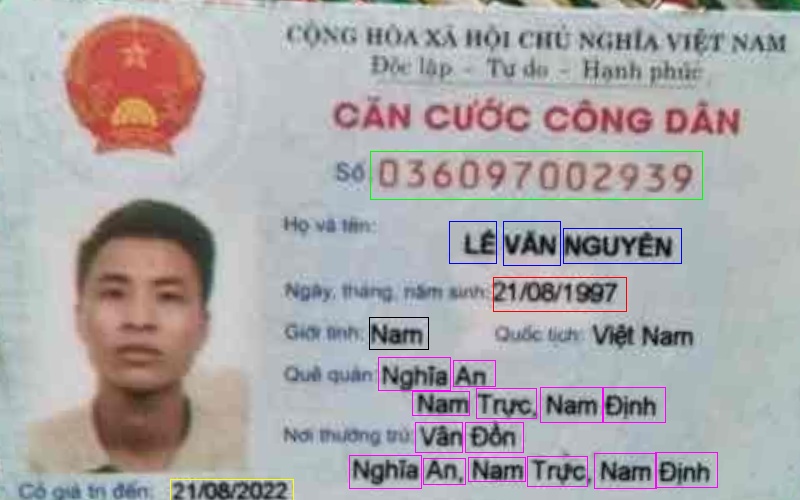 CỘNG HÒA XÃ HỘI CHỦ NGHĨA VIỆT NAM
Độc lập - Tự do - Hạnh phúc
CĂN CƯỚC CÔNG DÂN
Số 036097002939
Họ và tên:
LÊ VĂN NGUYÊN
Ngày, tháng, năm sinh: 21/08/1997
Giới tính: Nam Quốc tịch: Việt Nam
Quê quán: Nghĩa An
Nam Trực, Nam Định
Nơi thường trú: Vân Đồn
Nghĩa An, Nam Trực, Nam Định
Có giá trị đến: 21/08/2022